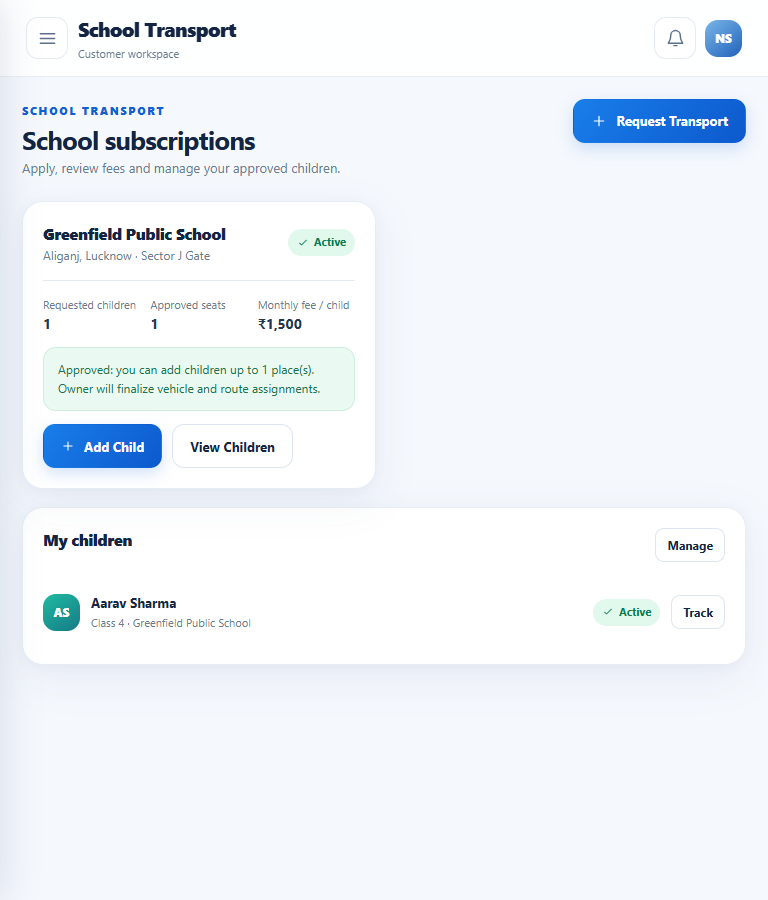 School Transport
Customer workspace
NS
SCHOOL TRANSPORT
School subscriptions
Apply, review fees and manage your approved children.
+ Request Transport
Greenfield Public School
Aliganj, Lucknow · Sector J Gate
✓ Active
Requested children
1
Approved seats
1
Monthly fee / child
₹1,500
Approved: you can add children up to 1 place(s).
Owner will finalize vehicle and route assignments.
+ Add Child
View Children
My children
Manage
AS
Aarav Sharma
Class 4 · Greenfield Public School
✓ Active
Track